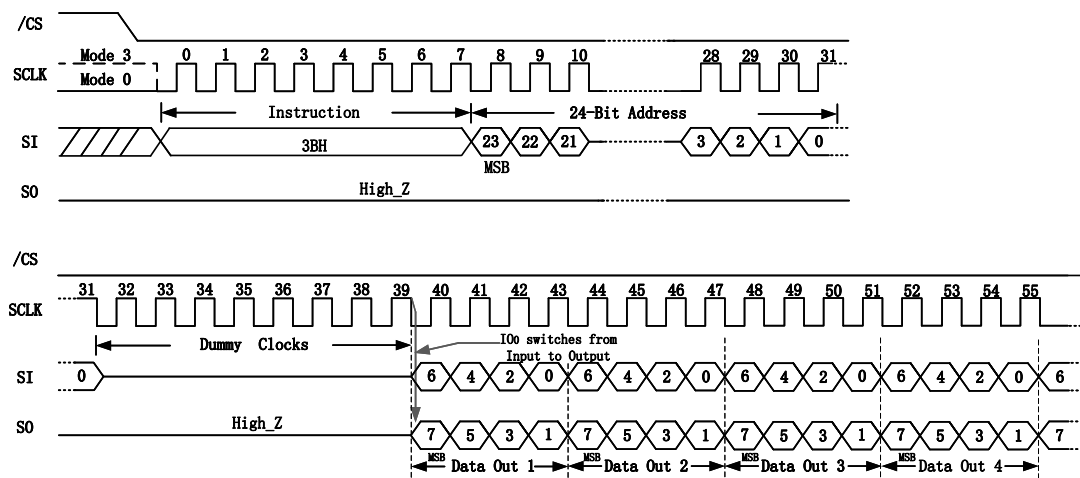 /CS
Mode 3 0 1 2 3 4 5 6 7 8 9 10 28 29 30 31
SCLK
Mode 0
Instruction 24-Bit Address
SI 3BH 23 22 21 3 2 1 0
MSB
SO High_Z
/CS
31 32 33 34 35 36 37 38 39 40 41 42 43 44 45 46 47 48 49 50 51 52 53 54 55
SCLK
Dummy Clocks IO0 switches from
Input to Output
SI 0 6 4 2 0 6 4 2 0 6 4 2 0 6 4 2 0 6
SO High_Z 7 5 3 1 7 5 3 1 7 5 3 1 7 5 3 1 7
MSB MSB MSB MSB
Data Out 1 Data Out 2 Data Out 3 Data Out 4